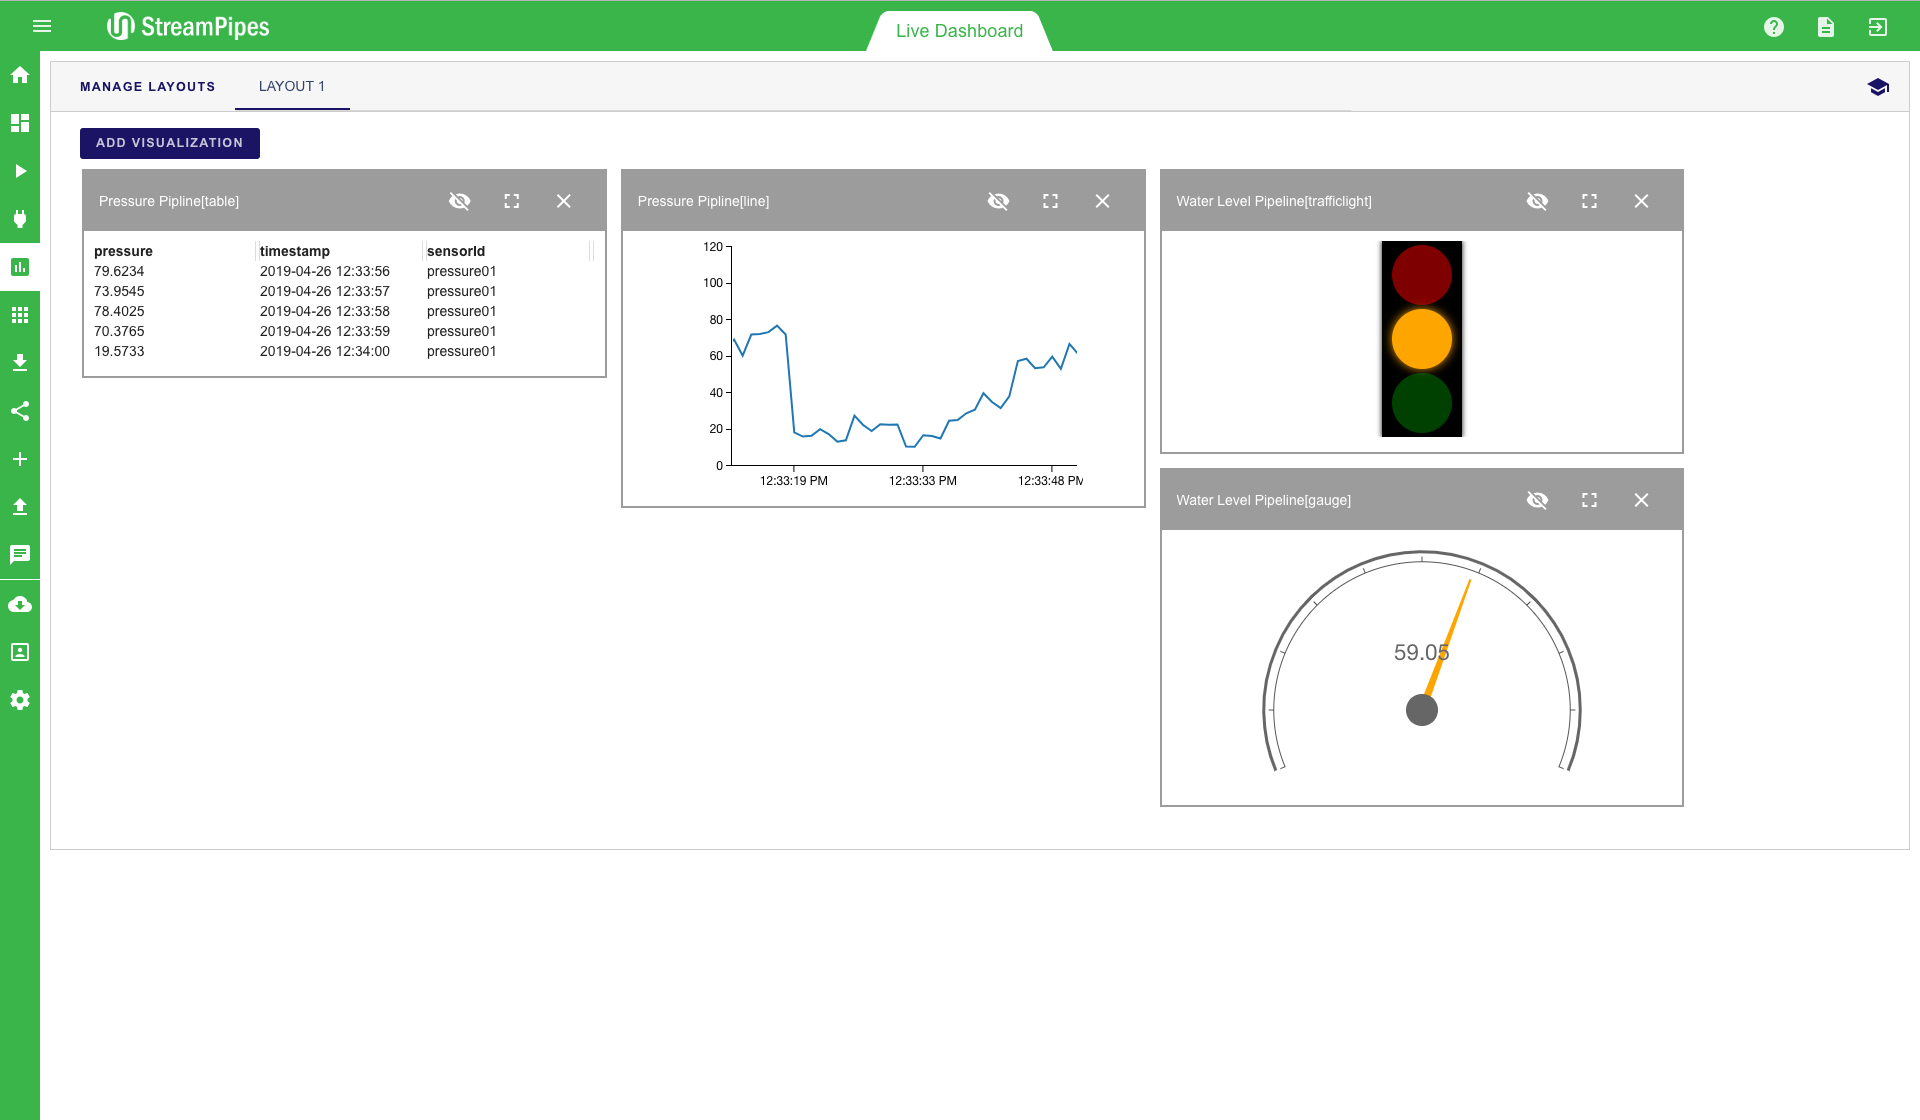 StreamPipes
Live Dashboard
MANAGE LAYOUTS
LAYOUT 1
ADD VISUALIZATION
Pressure Pipline[table]
pressure timestamp sensorId
79.6234 2019-04-26 12:33:56 pressure01
73.9545 2019-04-26 12:33:57 pressure01
78.4025 2019-04-26 12:33:58 pressure01
70.3765 2019-04-26 12:33:59 pressure01
19.5733 2019-04-26 12:34:00 pressure01
Pressure Pipline[line]
120
100
80
60
40
20
0
12:33:19 PM 12:33:33 PM 12:33:48 PM
Water Level Pipeline[trafficlight]
Water Level Pipeline[gauge]
59.05